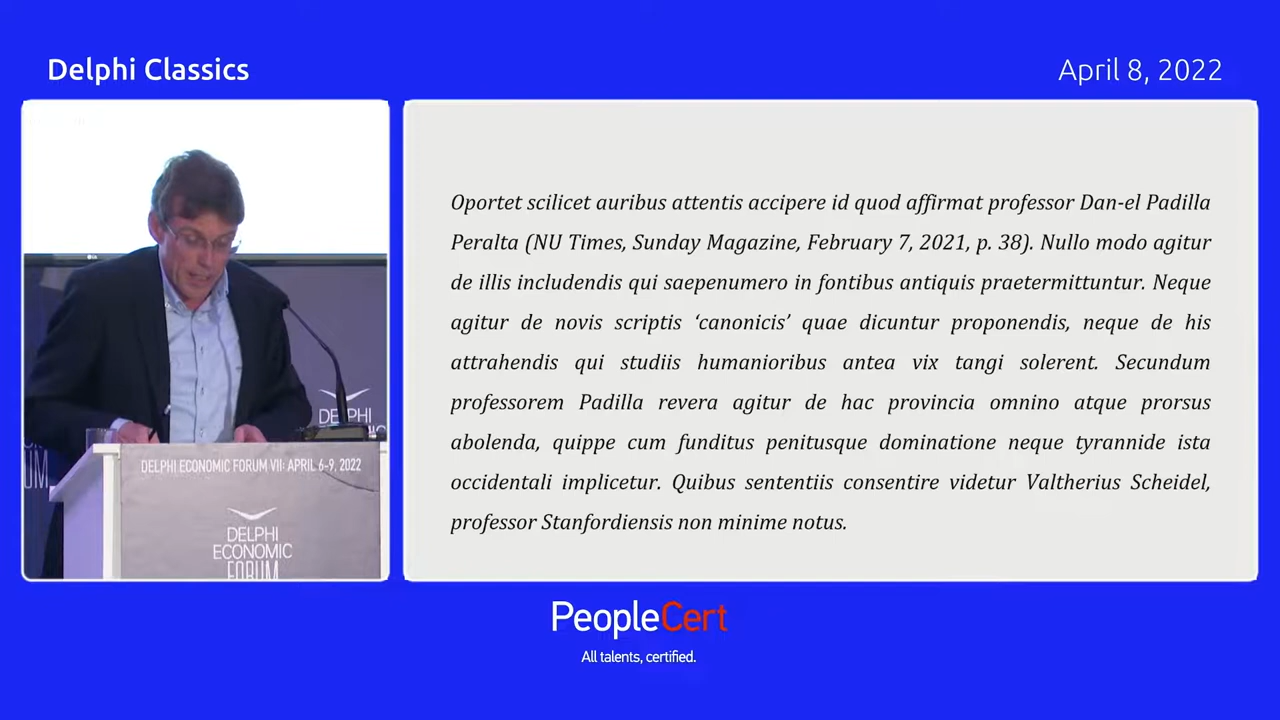 Delphi Classics
April 8, 2022
Oportet scilicet auribus attentis accipere id quod affirmat professor Dan-el Padilla
Peralta (NU Times, Sunday Magazine, February 7, 2021, p. 38). Nullo modo agitur
de illis includendis qui saepenumero in fontibus antiquis praetermittuntur. Neque
agitur de novis scriptis ‘canonicis’ quae dicuntur proponendis, neque de his
attrahendis qui studiis humanioribus antea vix tangi solerent. Secundum
professorem Padilla revera agitur de hac provincia omnino atque prorsus
abolenda, quippe cum funditus penitusque dominatione neque tyrannide ista
occidentali implicetur. Quibus sententiis consentire videtur Valtherius Scheidel,
professor Stanfordiensis non minime notus.
DELPHI
UM
DELPHI ECONOMIC FORUM VII: APRIL 6-9, 2022
DELPHI
ECONOMIC
FORUM
PeopleCert
All talents, certified.